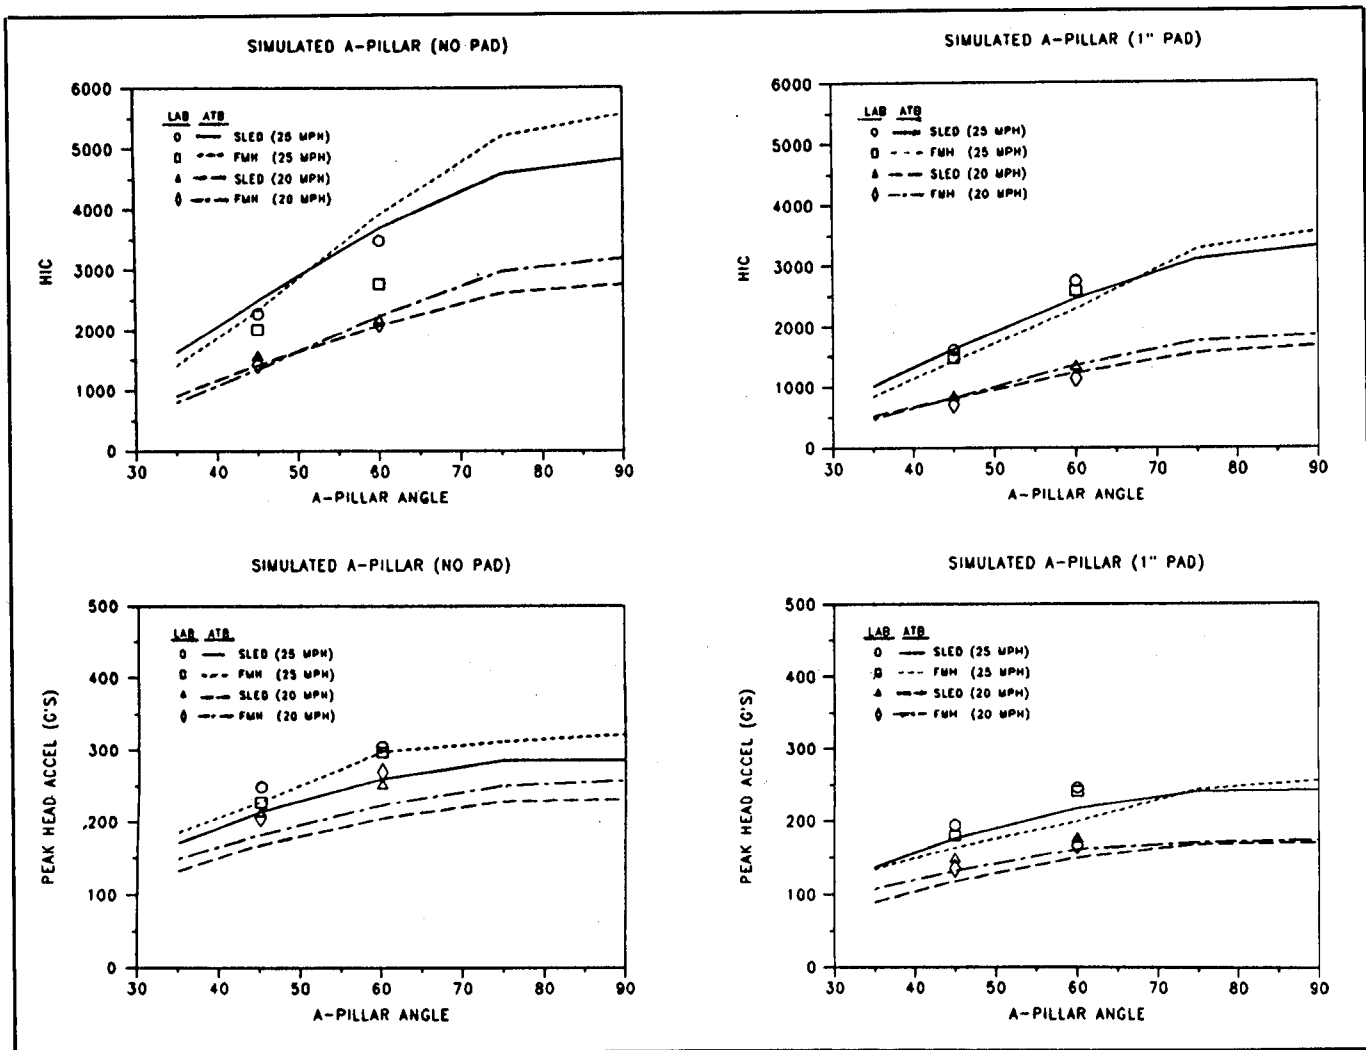 SIMULATED A-PILLAR (NO PAD)
6000
5000
4000
3000
2000
1000
0
HIC
LAB ATB
SLED (25 MPH)
FMH (25 MPH)
SLED (20 MPH)
FMH (20 MPH)
30 40 50 60 70 80 90
A-PILLAR ANGLE
SIMULATED A-PILLAR (1" PAD)
6000
5000
4000
3000
2000
1000
0
HIC
LAB ATB
SLED (25 MPH)
FMH (25 MPH)
SLED (20 MPH)
FMH (20 MPH)
30 40 50 60 70 80 90
A-PILLAR ANGLE
SIMULATED A-PILLAR (NO PAD)
500
400
300
200
100
0
PEAK HEAD ACCEL (G'S)
LAB ATB
SLED (25 MPH)
FMH (25 MPH)
SLED (20 MPH)
FMH (20 MPH)
30 40 50 60 70 80 90
A-PILLAR ANGLE
SIMULATED A-PILLAR (1" PAD)
500
400
300
200
100
0
PEAK HEAD ACCEL (G'S)
LAB ATB
SLED (25 MPH)
FMH (25 MPH)
SLED (20 MPH)
FMH (20 MPH)
30 40 50 60 70 80 90
A-PILLAR ANGLE